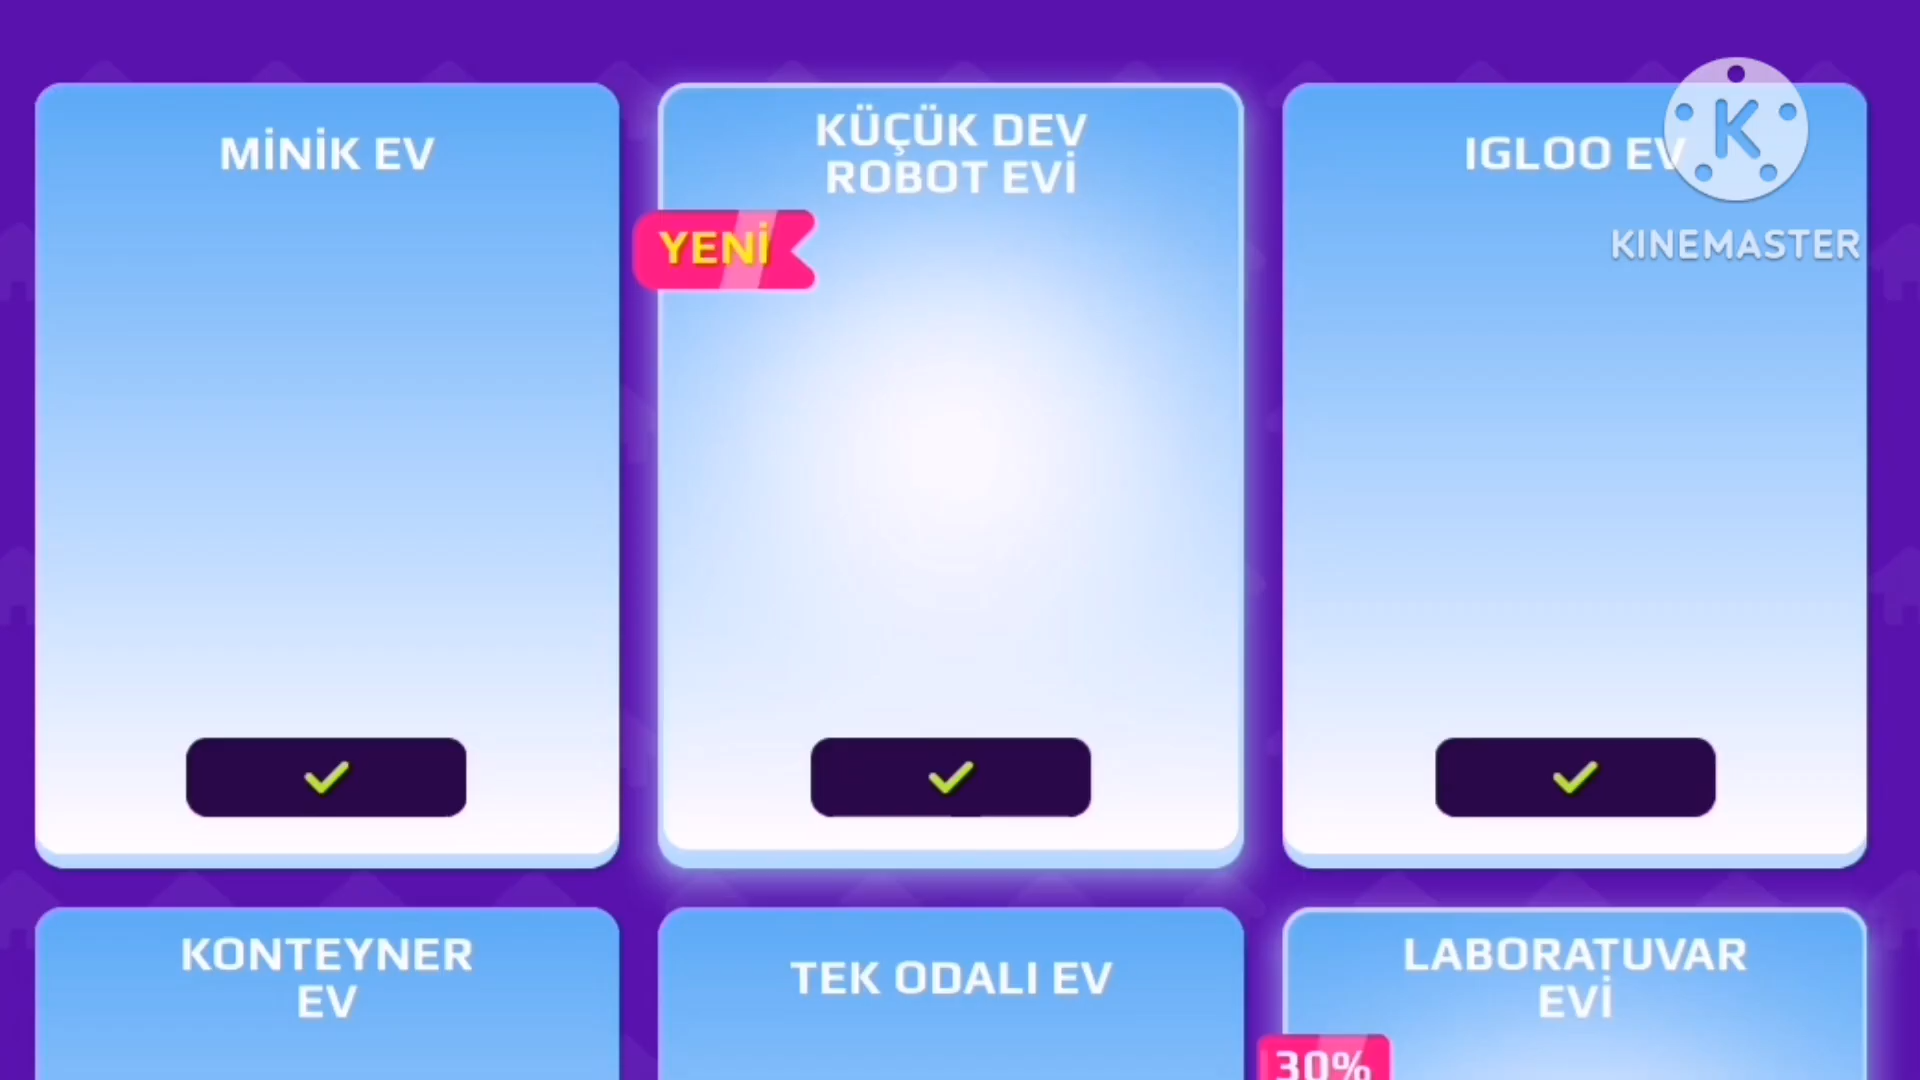 MİNİK EV
KÜÇÜK DEV
ROBOT EVİ
YENİ
IGLOO EV
K
KINEMASTER
KONTEYNER
EV
TEK ODALI EV
LABORATUVAR
EVİ
30%